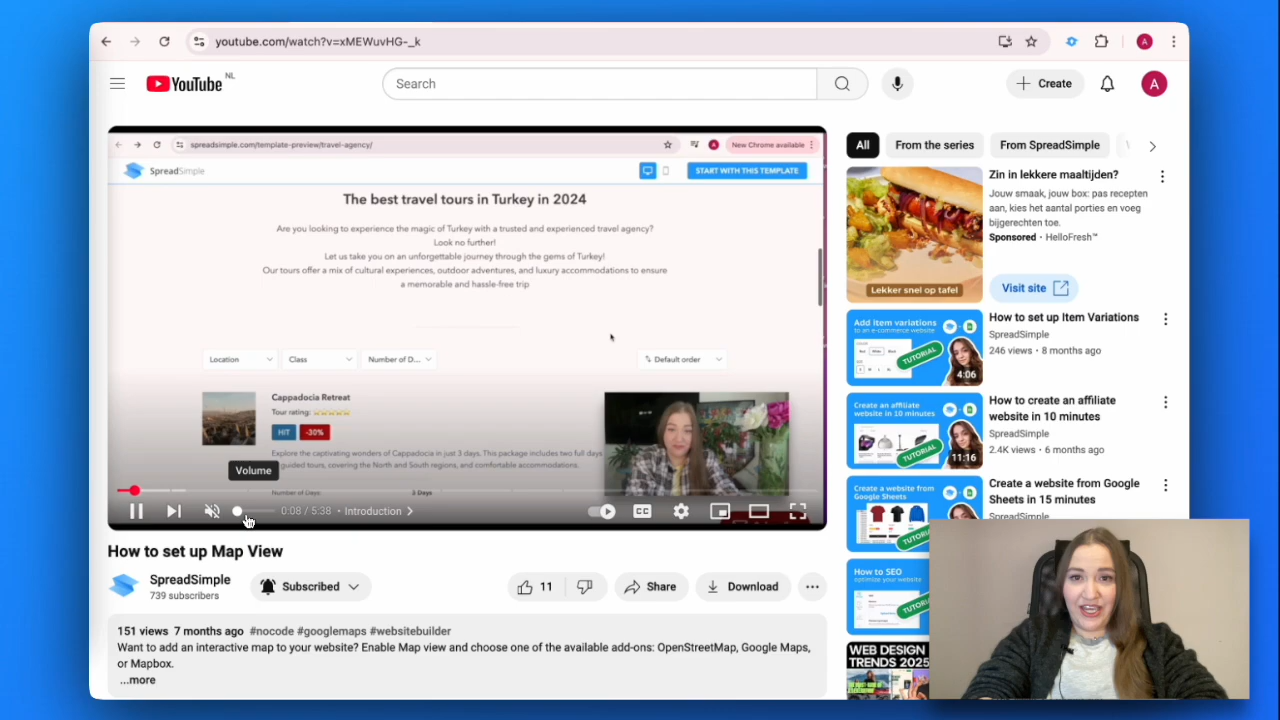 youtube.com/watch?v=xMEWuvHG-_k
A
YouTube
NL
Search
Create
A
spreadsimple.com/template-preview/travel-agency/
A
New Chrome available
SpreadSimple
START WITH THIS TEMPLATE
The best travel tours in Turkey in 2024
Are you looking to experience the magic of Turkey with a trusted and experienced travel agency?
Look no further!
Let us take you on an unforgettable journey through the gems of Turkey!
Our tours offer a mix of cultural experiences, outdoor adventures, and luxury accommodations to ensure
a memorable and hassle-free trip
Location
Class
Number of D...
Default order
Cappadocia Retreat
Tour rating:
HIT
-30%
Explore the captivating wonders of Cappadocia in just 3 days. This package includes two full days
guided tours, covering the North and South regions, and comfortable accommodations.
Volume
Number of Days:
3 Days
0:08 / 5:38 • Introduction
CC
How to set up Map View
SpreadSimple
739 subscribers
Subscribed
11
Share
Download
151 views 7 months ago #nocode #googlemaps #websitebuilder
Want to add an interactive map to your website? Enable Map view and choose one of the available add-ons: OpenStreetMap, Google Maps,
or Mapbox.
...more
All
From the series
From SpreadSimple
Zin in lekkere maaltijden?
Jouw smaak, jouw box: pas recepten
aan, kies het aantal porties en voeg
bijgerechten toe.
Sponsored • HelloFresh™
Lekker snel op tafel
Visit site
Add item variations
to an e-commerce website
TUTORIAL
4:06
How to set up Item Variations
SpreadSimple
246 views • 8 months ago
Create an affiliate
website in 10 minutes
TUTORIAL
11:16
How to create an affiliate
website in 10 minutes
SpreadSimple
2.4K views • 6 months ago
Create a website from
Google Sheets
Create a website from Google
Sheets in 15 minutes
SpreadSimple
How to SEO
optimize your website
WEB DESIGN
TRENDS 2025